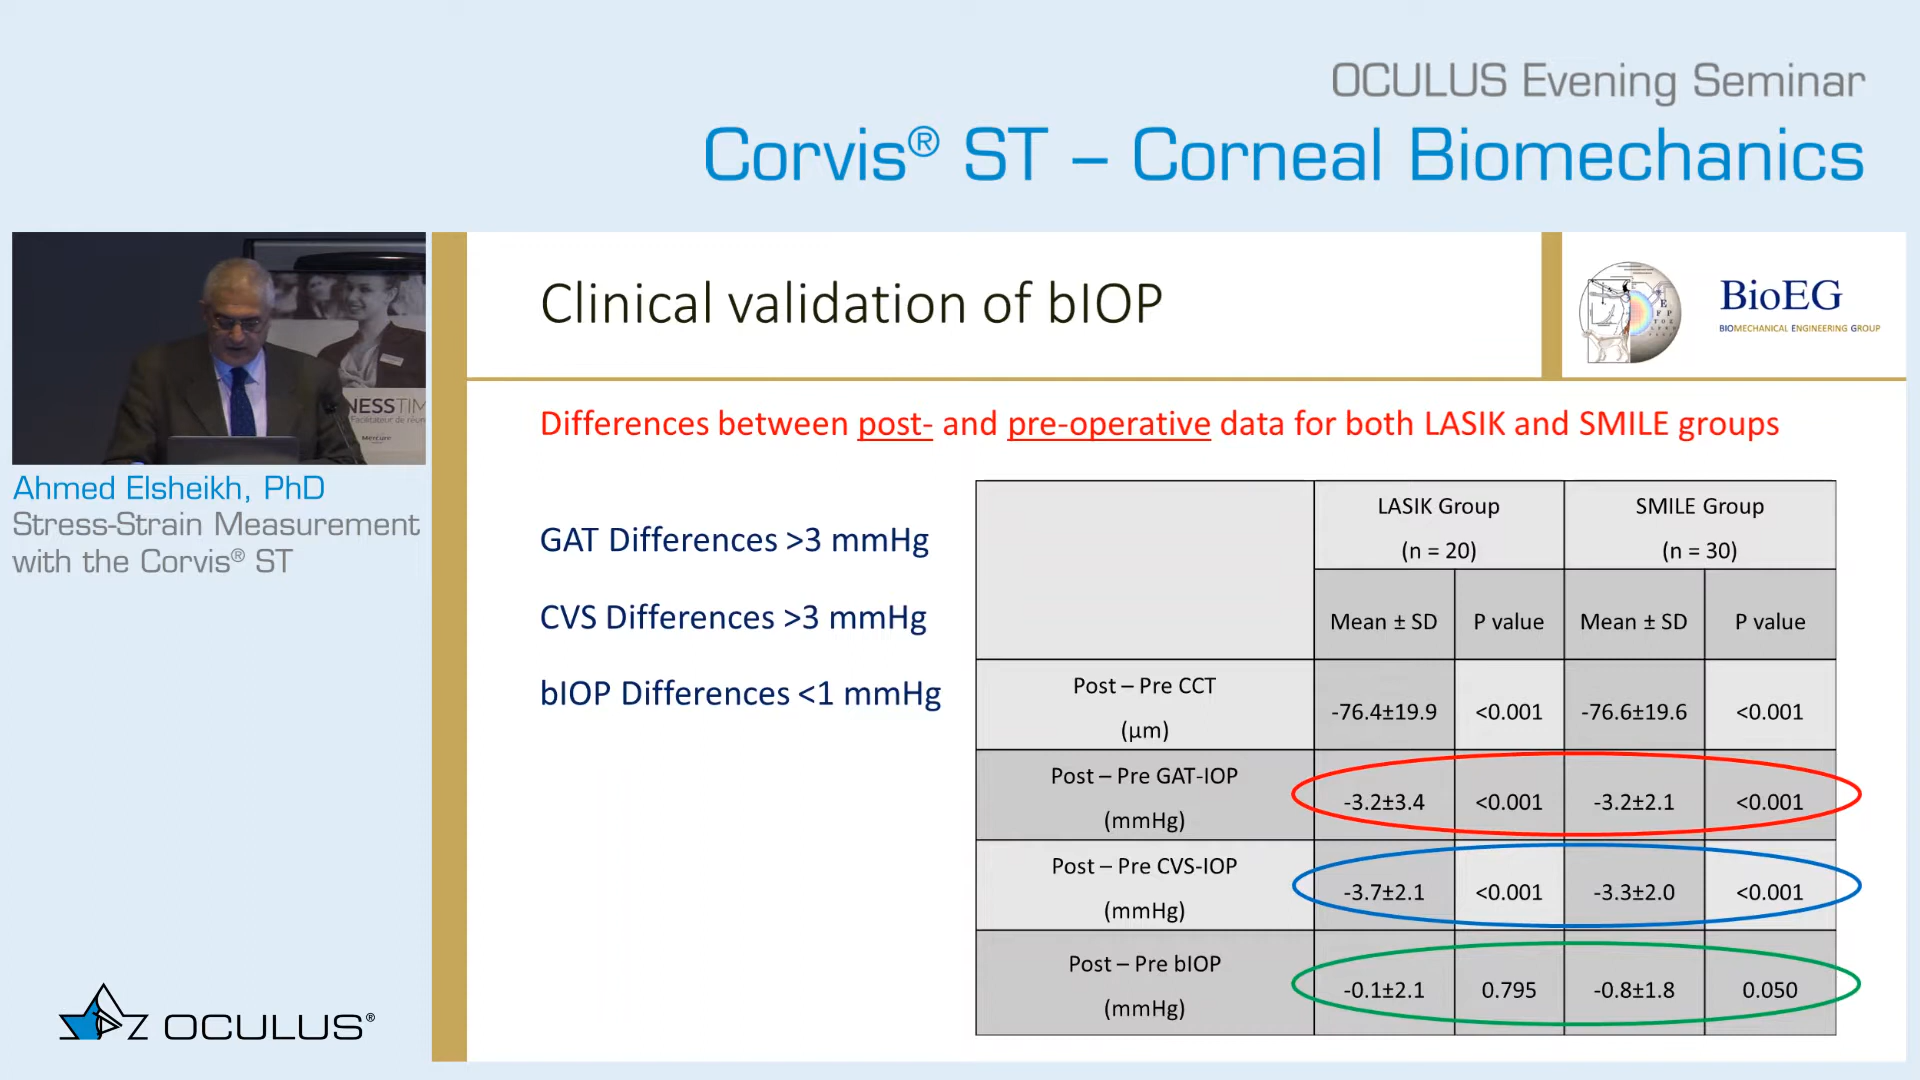 OCULUS Evening Seminar
Corvis® ST – Corneal Biomechanics
NESSTIM
Facilitateur de réun
Mercure
Ahmed Elsheikh, PhD
Stress-Strain Measurement
with the Corvis® ST
OCULUS®
Clinical validation of bIOP
BioEG
BIOMECHANICAL ENGINEERING GROUP
Differences between post- and pre-operative data for both LASIK and SMILE groups
GAT Differences >3 mmHg
CVS Differences >3 mmHg
bIOP Differences <1 mmHg
LASIK Group
(n = 20)
SMILE Group
(n = 30)
Mean ± SD P value Mean ± SD P value
Post – Pre CCT
(µm)
-76.4±19.9 <0.001 -76.6±19.6 <0.001
Post – Pre GAT-IOP
(mmHg)
-3.2±3.4 <0.001 -3.2±2.1 <0.001
Post – Pre CVS-IOP
(mmHg)
-3.7±2.1 <0.001 -3.3±2.0 <0.001
Post – Pre bIOP
(mmHg)
-0.1±2.1 0.795 -0.8±1.8 0.050